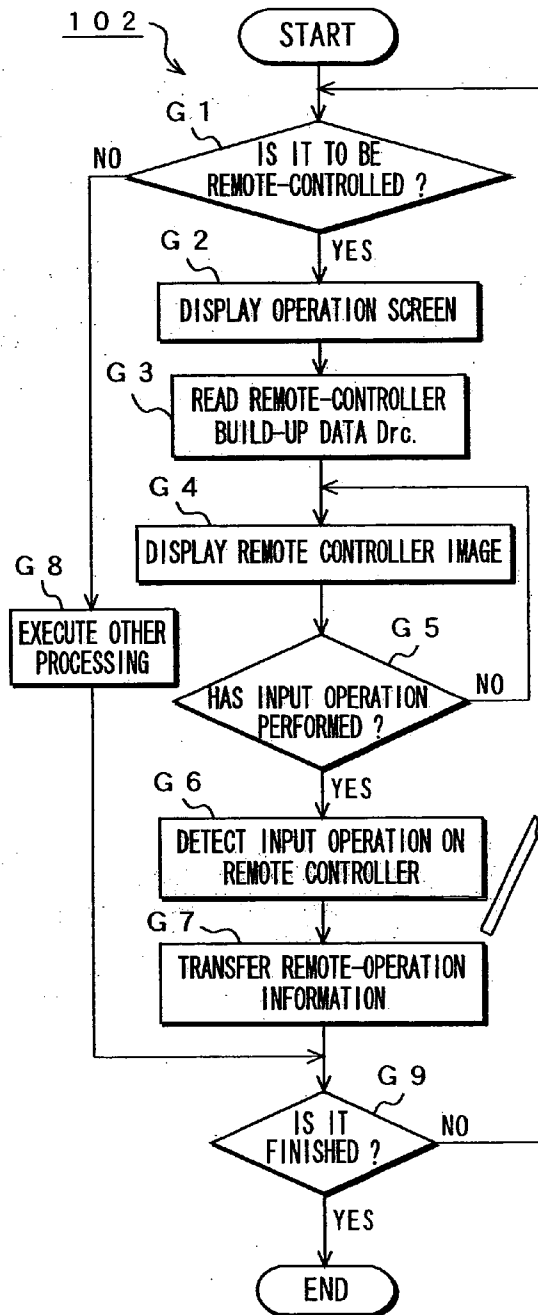 102
START
G1
IS IT TO BE
REMOTE-CONTROLLED ?
NO
YES
G2
DISPLAY OPERATION SCREEN
G3
READ REMOTE-CONTROLLER
BUILD-UP DATA Drc.
G4
DISPLAY REMOTE CONTROLLER IMAGE
G8
EXECUTE OTHER
PROCESSING
G5
HAS INPUT OPERATION
PERFORMED ?
NO
YES
G6
DETECT INPUT OPERATION ON
REMOTE CONTROLLER
G7
TRANSFER REMOTE-OPERATION
INFORMATION
G9
IS IT
FINISHED ?
NO
YES
END